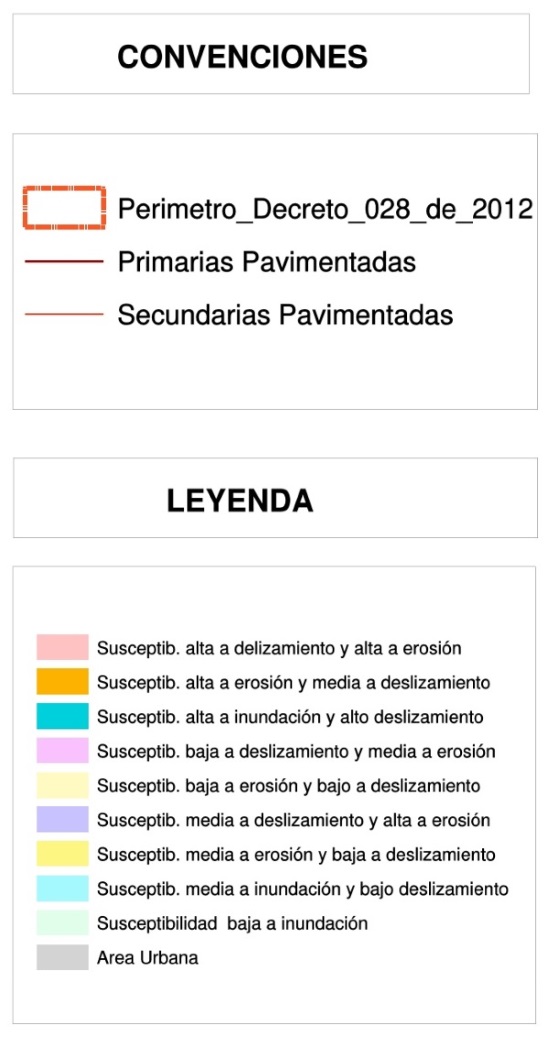 CONVENCIONES
Perimetro_Decreto_028_de_2012
Primarias Pavimentadas
Secundarias Pavimentadas
LEYENDA
Susceptib. alta a delizamiento y alta a erosión
Susceptib. alta a erosión y media a deslizamiento
Susceptib. alta a inundación y alto deslizamiento
Susceptib. baja a deslizamiento y media a erosión
Susceptib. baja a erosión y bajo a deslizamiento
Susceptib. media a deslizamiento y alta a erosión
Susceptib. media a erosión y baja a deslizamiento
Susceptib. media a inundación y bajo deslizamiento
Susceptibilidad  baja a inundación
Area Urbana